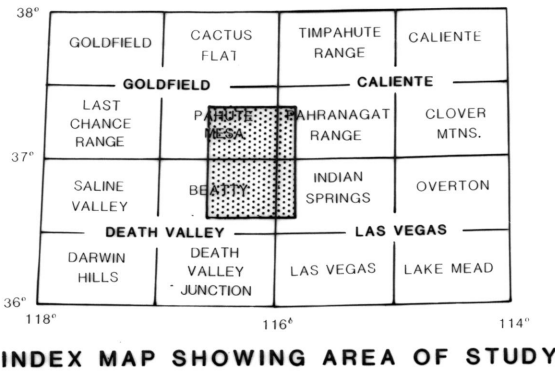 38°
GOLDFIELD
CACTUS
FLAT
TIMPAHUTE
RANGE
CALIENTE
GOLDFIELD
CALIENTE
LAST
CHANCE
RANGE
PAHUTE
MESA
PAHRANAGAT
RANGE
CLOVER
MTNS.
37°
SALINE
VALLEY
BEATTY
INDIAN
SPRINGS
OVERTON
DEATH VALLEY
LAS VEGAS
DARWIN
HILLS
DEATH
VALLEY
JUNCTION
LAS VEGAS
LAKE MEAD
36°
118°
116°
114°
INDEX MAP SHOWING AREA OF STUDY